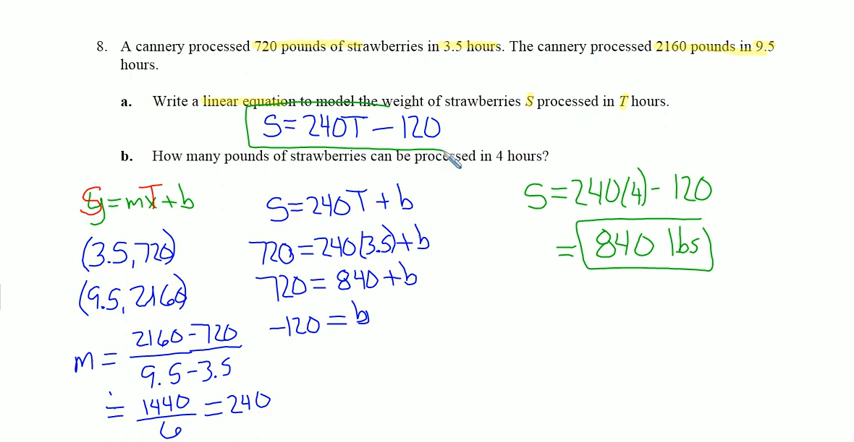 8. A cannery processed 720 pounds of strawberries in 3.5 hours. The cannery processed 2160 pounds in 9.5
hours.
a. Write a linear equation to model the weight of strawberries S processed in T hours.
S=240T-120
b. How many pounds of strawberries can be processed in 4 hours?
S=mT+b
(3.5,720)
(9.5,2160)
m=2160-720
9.5-3.5
=1440
6
=240
S=240T+b
720=240(3.5)+b
720=840+b
-120=b
S=240(4)-120
=840 lbs